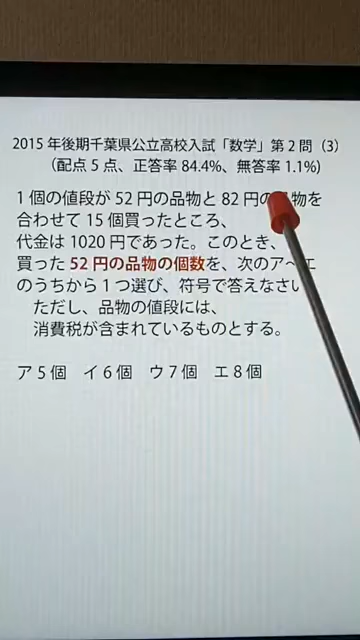 2015 年後期千葉県公立高校入試「数学」第 2 問（3）
（配点 5 点、正答率 84.4%、無答率 1.1%）
1 個の値段が 52 円の品物と 82 円の品物を
合わせて 15 個買ったところ、
代金は 1020 円であった。このとき、
買った 52 円の品物の個数を、次のア～エ
のうちから 1 つ選び、符号で答えなさい
ただし、品物の値段には、
消費税が含まれているものとする。
ア 5 個　イ 6 個　ウ 7 個　エ 8 個